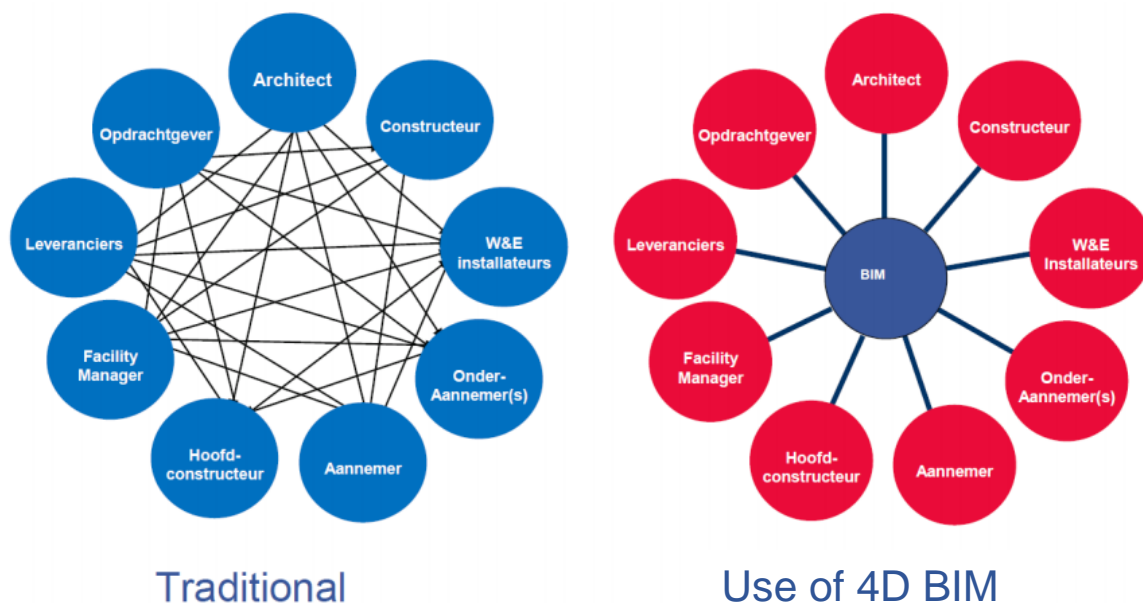 Architect
Opdrachtgever
Constructeur
Leveranciers
W&E
installateurs
Facility
Manager
Onder-
Aannemer(s)
Hoofd-
constructeur
Aannemer
Traditional
Architect
Opdrachtgever
Constructeur
Leveranciers
W&E
Installateurs
BIM
Facility
Manager
Onder-
Aannemer(s)
Hoofd-
constructeur
Aannemer
Use of 4D BIM